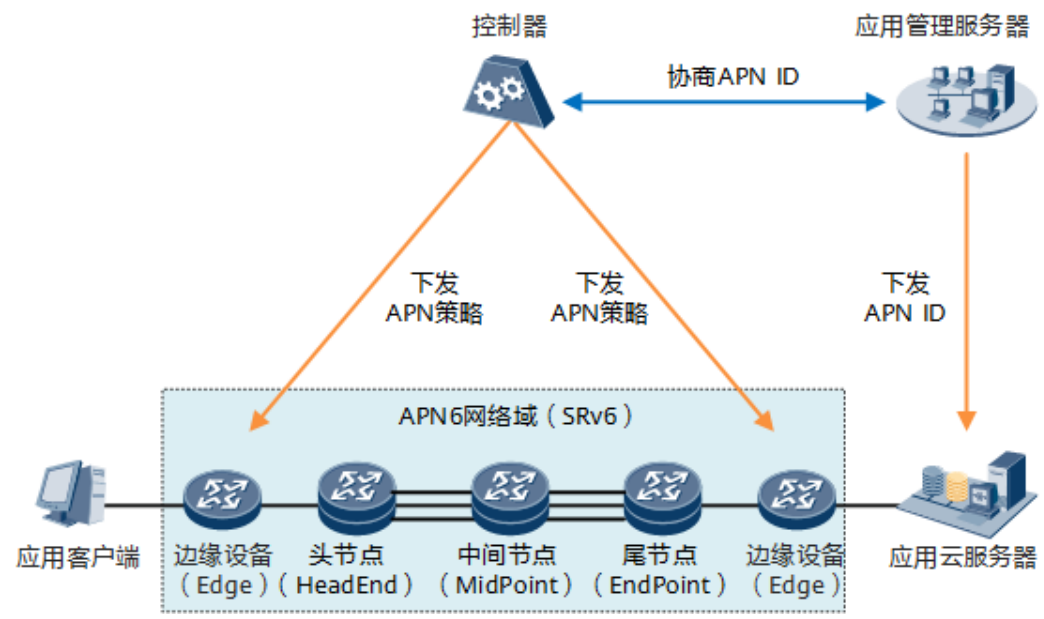 控制器
应用管理服务器
协商APN ID
下发
APN策略
下发
APN策略
下发
APN ID
APN6网络域（SRv6）
应用客户端
边缘设备
（Edge）
头节点
（HeadEnd）
中间节点
（MidPoint）
尾节点
（EndPoint）
边缘设备
（Edge）
应用云服务器